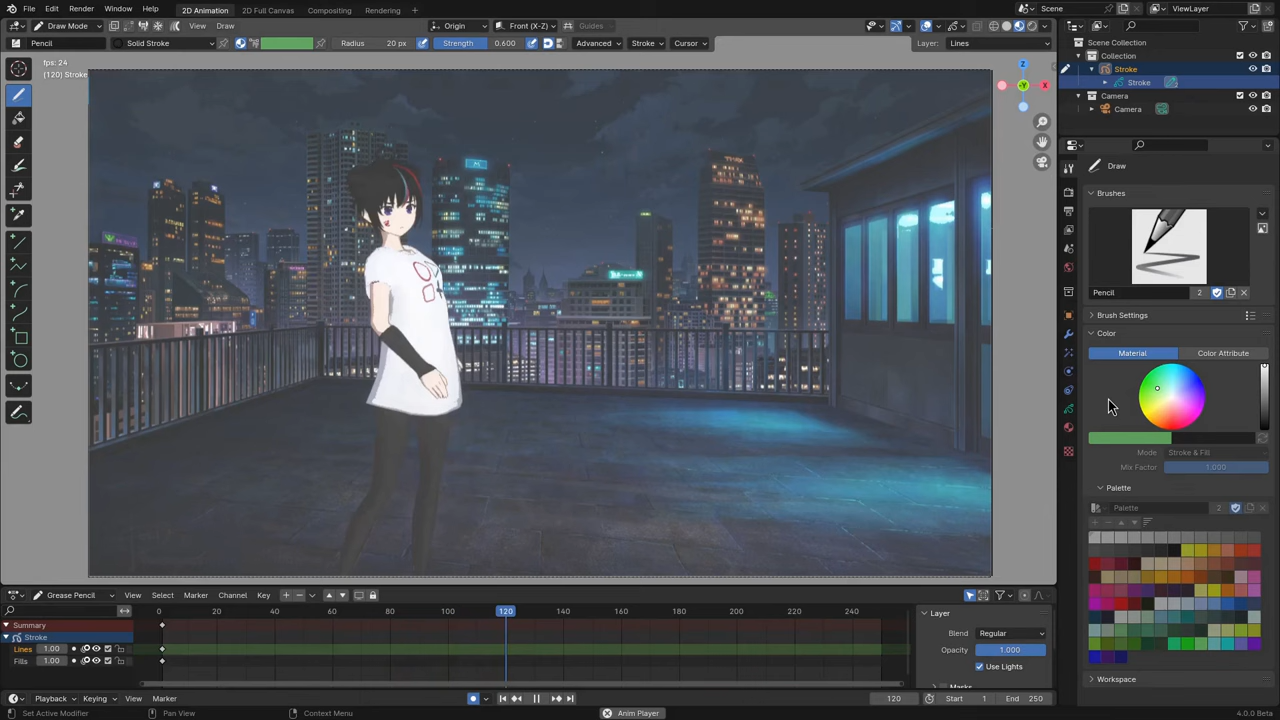 File Edit Render Window Help 2D Animation 2D Full Canvas Compositing Rendering + Scene ViewLayer
Draw Mode View Draw Origin Front (X-Z) Guides
Pencil Solid Stroke Radius 20 px Strength 0.600 Advanced Stroke Cursor Layer: Lines
Scene Collection
Collection
Stroke
Stroke
Camera
Camera
fps: 24
(120) Stroke
Z
Y
X
Draw
Brushes
Pencil 2
Brush Settings
Color
Material Color Attribute
Mode Stroke & Fill
Mix Factor 1.000
Palette
Palette 2
Workspace
Grease Pencil View Select Marker Channel Key
0 20 40 60 80 100 120 140 160 180 200 220 240
Summary
Stroke
Lines 1.00
Fills 1.00
Layer
Blend Regular
Opacity 1.000
Use Lights
Masks
Playback Keying View Marker 120 Start 1 End 250
Set Active Modifier Pan View Context Menu Anim Player 4.0.0 Beta